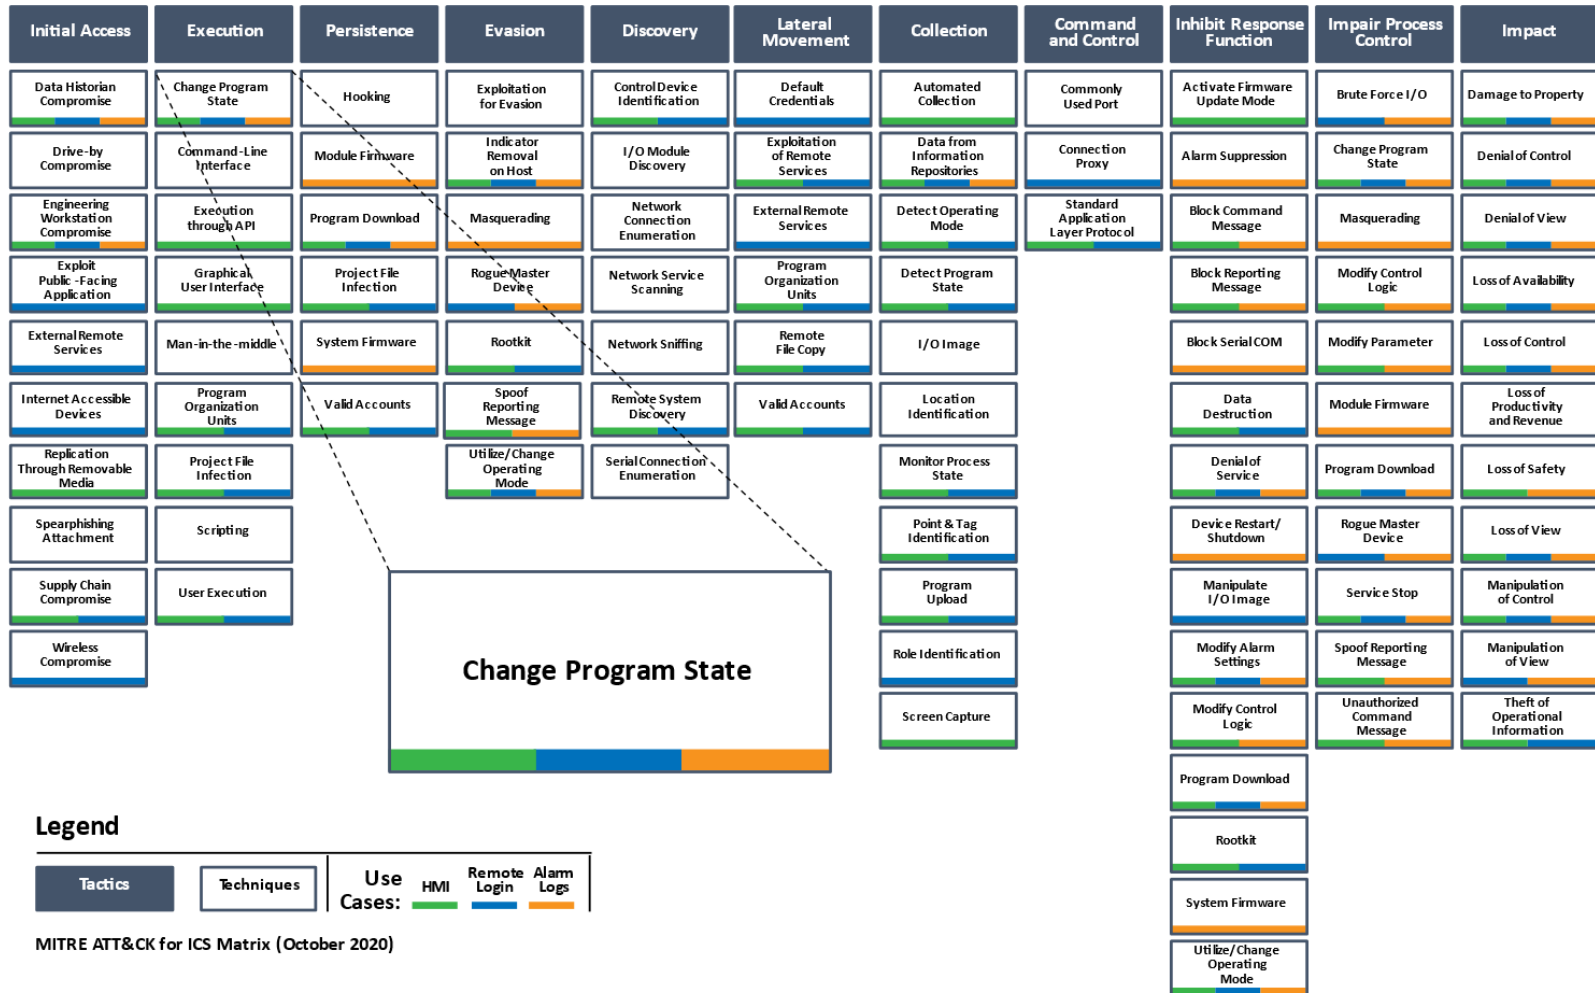 Initial Access
Execution
Persistence
Evasion
Discovery
Lateral
Movement
Collection
Command
and Control
Inhibit Response
Function
Impair Process
Control
Impact
Data Historian
Compromise
Drive-by
Compromise
Engineering
Workstation
Compromise
Exploit
Public -Facing
Application
External Remote
Services
Internet Accessible
Devices
Replication
Through Removable
Media
Spearphishing
Attachment
Supply Chain
Compromise
Wireless
Compromise
Change Program
State
Command-Line
Interface
Execution
through API
Graphical
User Interface
Man-in-the-middle
Program
Organization
Units
Project File
Infection
Scripting
User Execution
Hooking
Module Firmware
Program Download
Project File
Infection
System Firmware
Valid Accounts
Exploitation
for Evasion
Indicator
Removal
on Host
Masquerading
Rogue Master
Device
Rootkit
Spoof
Reporting
Message
Utilize/Change
Operating
Mode
Control Device
Identification
I/O Module
Discovery
Network
Connection
Enumeration
Network Service
Scanning
Network Sniffing
Remote System
Discovery
Serial Connection
Enumeration
Default
Credentials
Exploitation
of Remote
Services
External Remote
Services
Program
Organization
Units
Remote
File Copy
Valid Accounts
Automated
Collection
Data from
Information
Repositories
Detect Operating
Mode
Detect Program
State
I/O Image
Location
Identification
Monitor Process
State
Point & Tag
Identification
Program
Upload
Role Identification
Screen Capture
Commonly
Used Port
Connection
Proxy
Standard
Application
Layer Protocol
Activate Firmware
Update Mode
Alarm Suppression
Block Command
Message
Block Reporting
Message
Block Serial COM
Data
Destruction
Denial of
Service
Device Restart/
Shutdown
Manipulate
I/O Image
Modify Alarm
Settings
Modify Control
Logic
Program Download
Rootkit
System Firmware
Utilize/Change
Operating
Mode
Brute Force I/O
Change Program
State
Masquerading
Modify Control
Logic
Modify Parameter
Module Firmware
Program Download
Rogue Master
Device
Service Stop
Spoof Reporting
Message
Unauthorized
Command
Message
Damage to Property
Denial of Control
Denial of View
Loss of Availability
Loss of Control
Loss of
Productivity
and Revenue
Loss of Safety
Loss of View
Manipulation
of Control
Manipulation
of View
Theft of
Operational
Information
Change Program State
Legend
Tactics
Techniques
Use
Cases:
HMI
Remote
Login
Alarm
Logs
MITRE ATT&CK for ICS Matrix (October 2020)